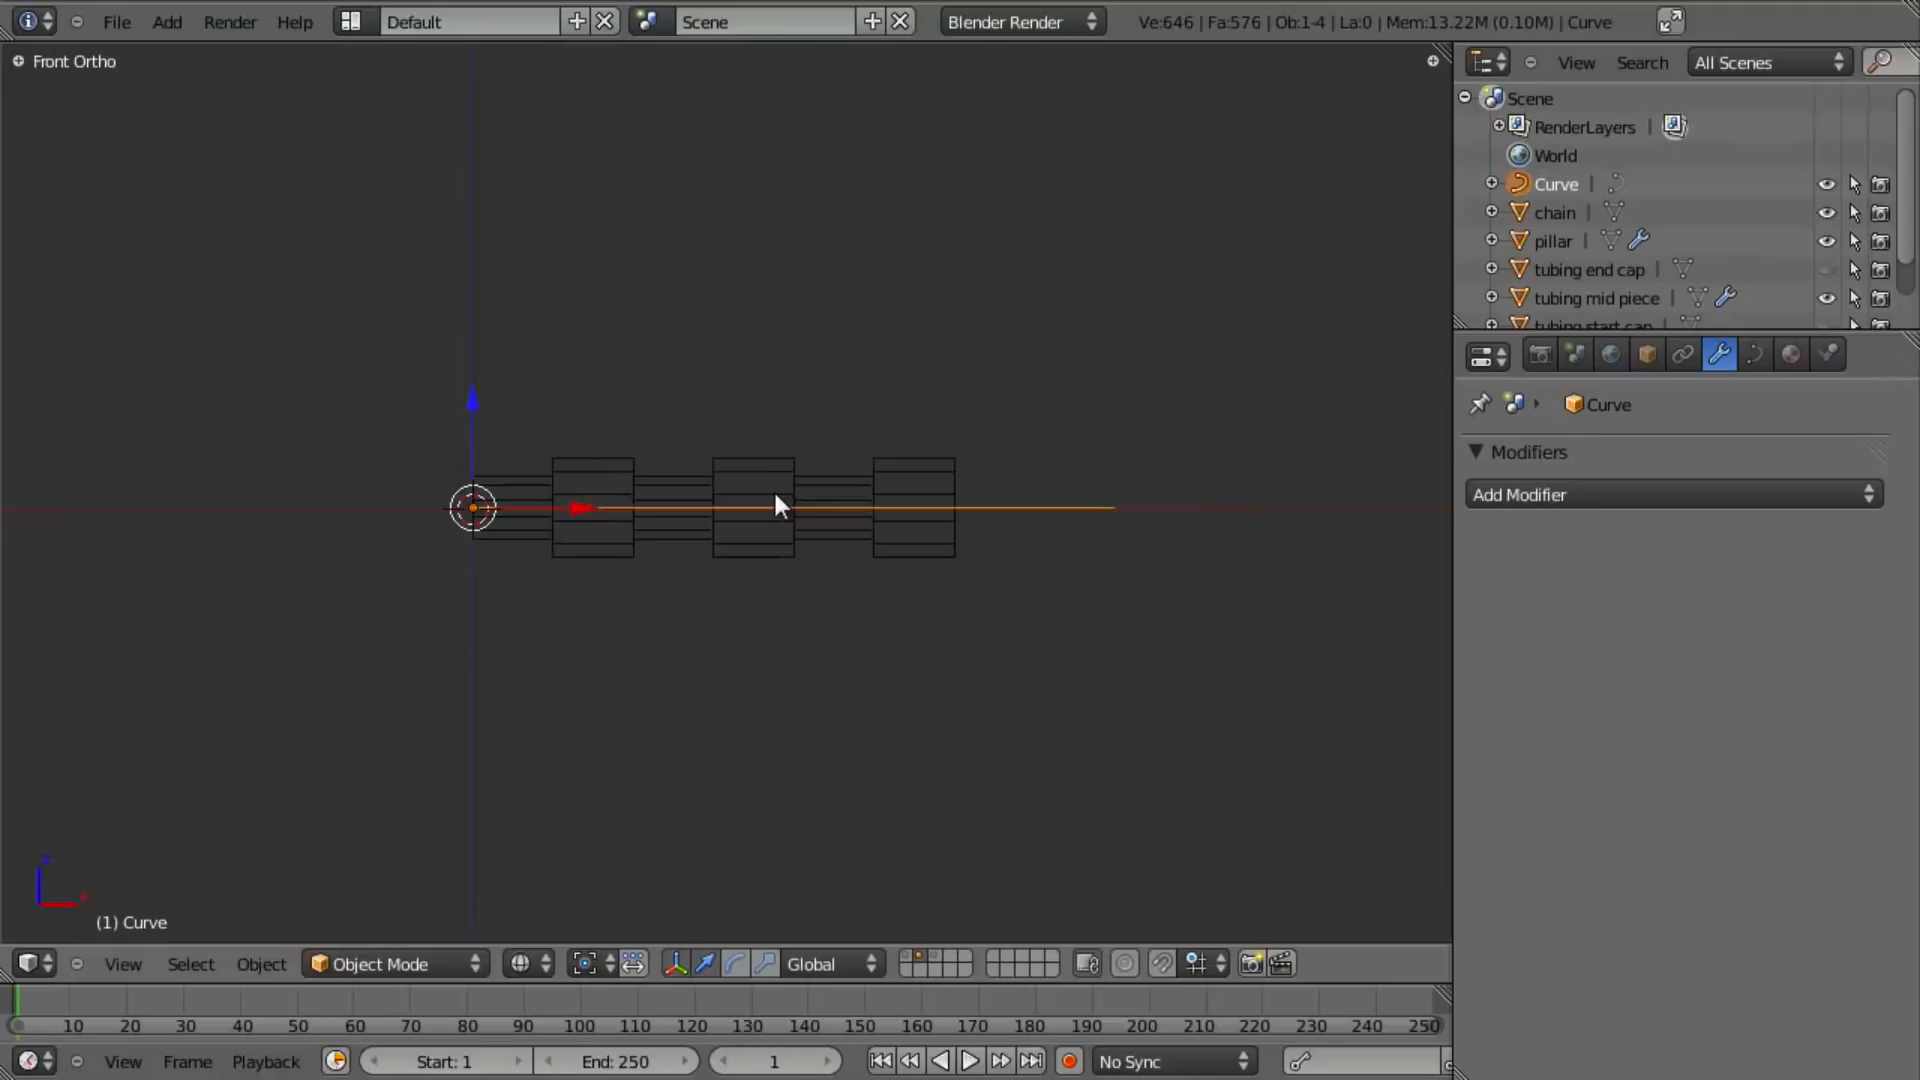 File Add Render Help Default Scene Blender Render Ve:646 | Fa:576 | Ob:1-4 | La:0 | Mem:13.22M (0.10M) | Curve
Front Ortho
View Search All Scenes
Scene
RenderLayers |
World
Curve |
chain |
pillar |
tubing end cap |
tubing mid piece |
tubing start cap |
Curve
Modifiers
Add Modifier
z
x
(1) Curve
View Select Object Object Mode Global
10 20 30 40 50 60 70 80 90 100 110 120 130 140 150 160 170 180 190 200 210 220 230 240 250
View Frame Playback Start: 1 End: 250 1 No Sync